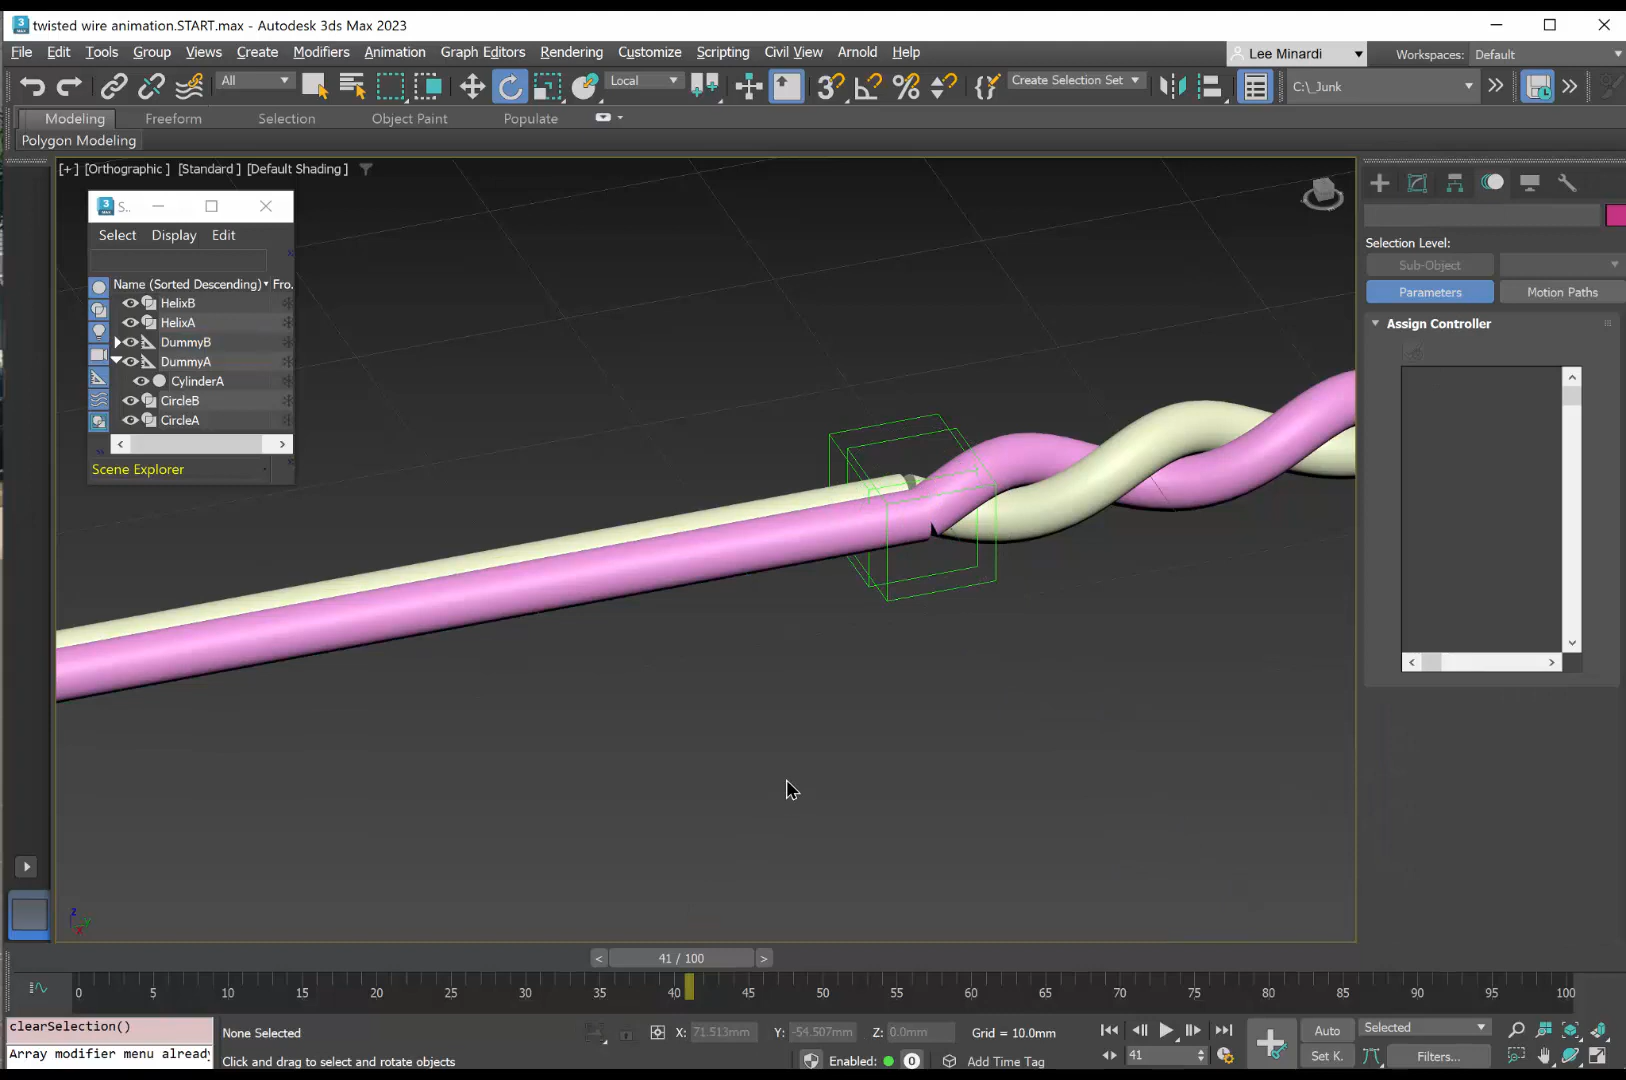 twisted wire animation.START.max - Autodesk 3ds Max 2023
File Edit Tools Group Views Create Modifiers Animation Graph Editors Rendering Customize Scripting Civil View Arnold Help
Lee Minardi
Workspaces: Default
All
Local
Create Selection Set
C:\_Junk
Modeling Freeform Selection Object Paint Populate
Polygon Modeling
[+] [Orthographic ] [Standard ] [Default Shading ]
S..
Select Display Edit
Name (Sorted Descending) Fro.
HelixB
HelixA
DummyB
DummyA
CylinderA
CircleB
CircleA
Scene Explorer
Selection Level:
Sub-Object
Parameters Motion Paths
Assign Controller
z
y
x
< 41 / 100 >
0 5 10 15 20 25 30 35 40 45 50 55 60 65 70 75 80 85 90 95 100
clearSelection()
Array modifier menu already
None Selected
Click and drag to select and rotate objects
X: 71.513mm Y: -54.507mm Z: 0.0mm Grid = 10.0mm
Enabled: 0 Add Time Tag
41
Auto Selected
Set K. Filters...